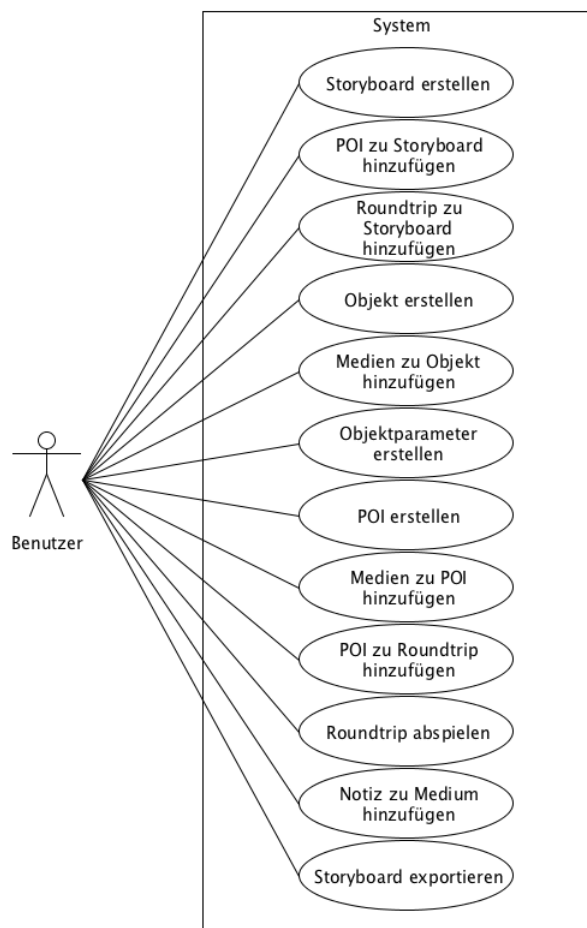 System
Storyboard erstellen
POI zu Storyboard
hinzufügen
Roundtrip zu
Storyboard
hinzufügen
Objekt erstellen
Medien zu Objekt
hinzufügen
Objektparameter
erstellen
POI erstellen
Benutzer
Medien zu POI
hinzufügen
POI zu Roundtrip
hinzufügen
Roundtrip abspielen
Notiz zu Medium
hinzufügen
Storyboard exportieren